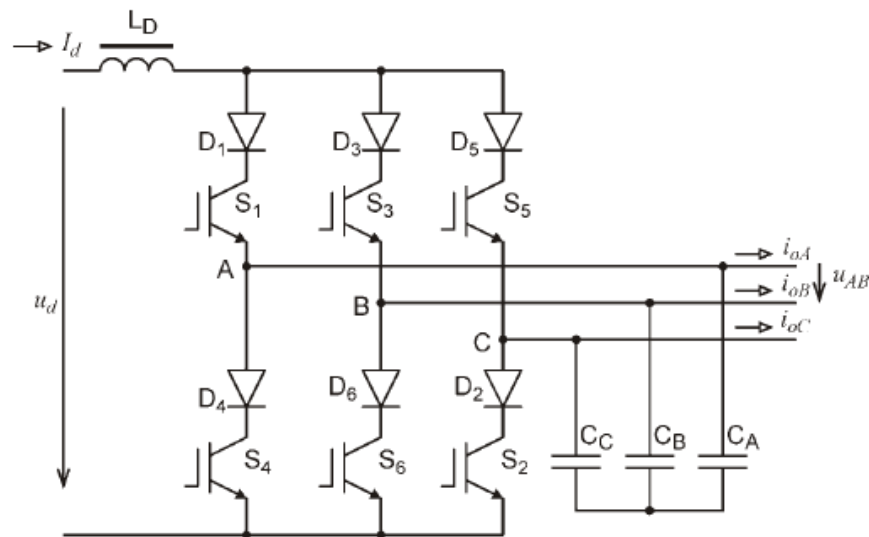 L_D
I_d
D_1
D_3
D_5
S_1
S_3
S_5
A
i_oA
u_AB
B
i_oB
u_d
C
i_oC
D_4
D_6
D_2
C_C
C_B
C_A
S_4
S_6
S_2